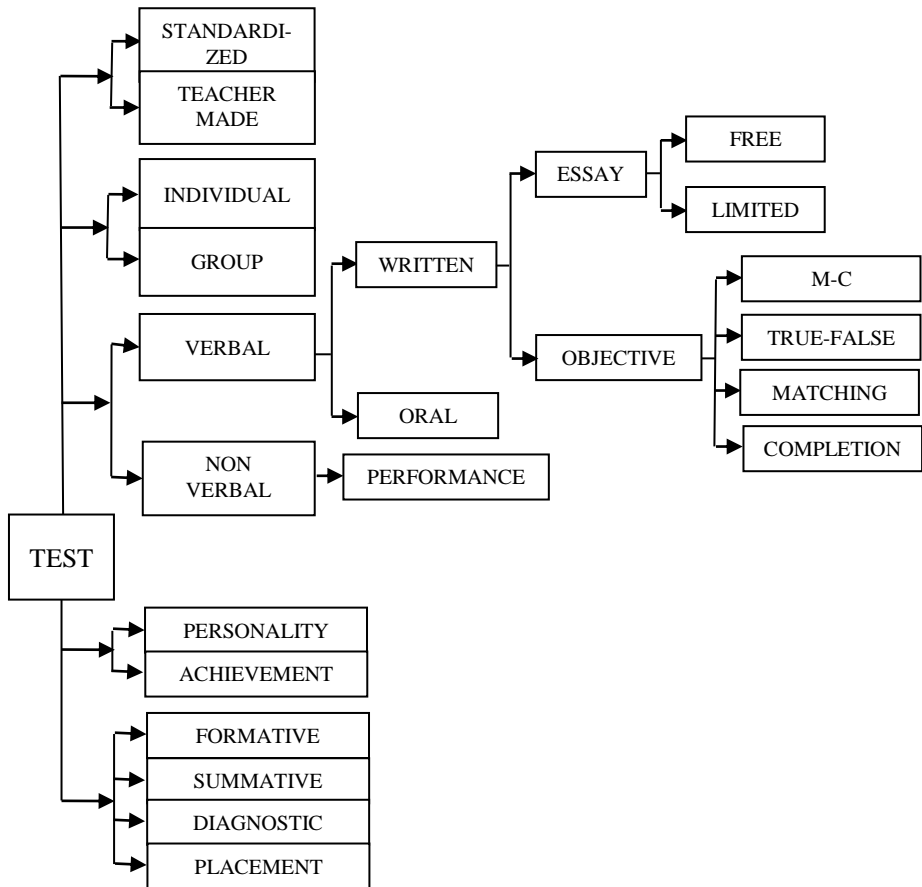 STANDARDI-
ZED
TEACHER
MADE
INDIVIDUAL
GROUP
VERBAL
NON
VERBAL
WRITTEN
ORAL
PERFORMANCE
ESSAY
OBJECTIVE
FREE
LIMITED
M-C
TRUE-FALSE
MATCHING
COMPLETION
TEST
PERSONALITY
ACHIEVEMENT
FORMATIVE
SUMMATIVE
DIAGNOSTIC
PLACEMENT